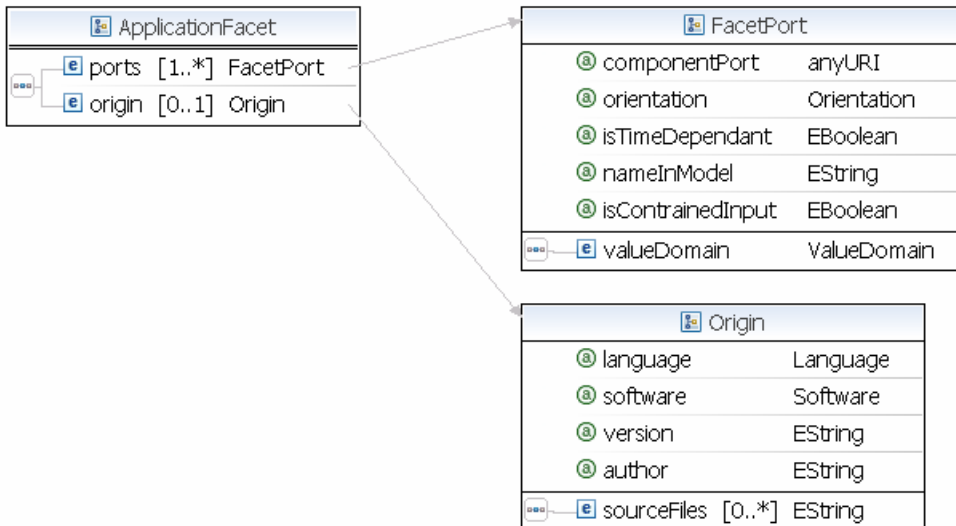 ApplicationFacet
ports [1..*] FacetPort
origin [0..1] Origin
FacetPort
componentPort anyURI
orientation Orientation
isTimeDependant EBoolean
nameInModel EString
isContrainedInput EBoolean
valueDomain ValueDomain
Origin
language Language
software Software
version EString
author EString
sourceFiles [0..*] EString